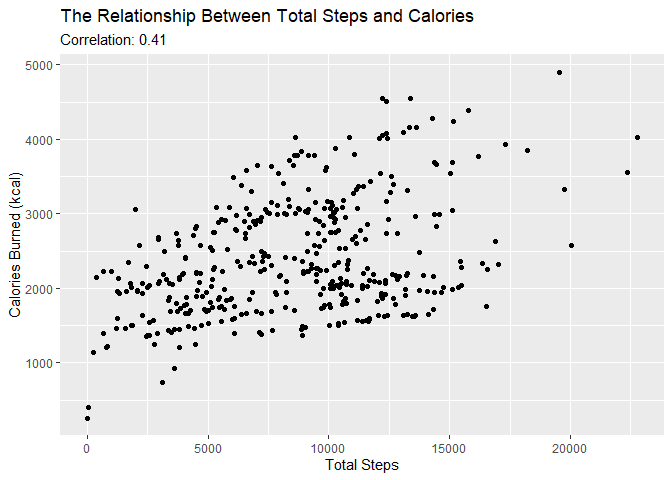 The Relationship Between Total Steps and Calories
Correlation: 0.41
5000
4000
3000
2000
1000
Calories Burned (kcal)
0 5000 10000 15000 20000
Total Steps